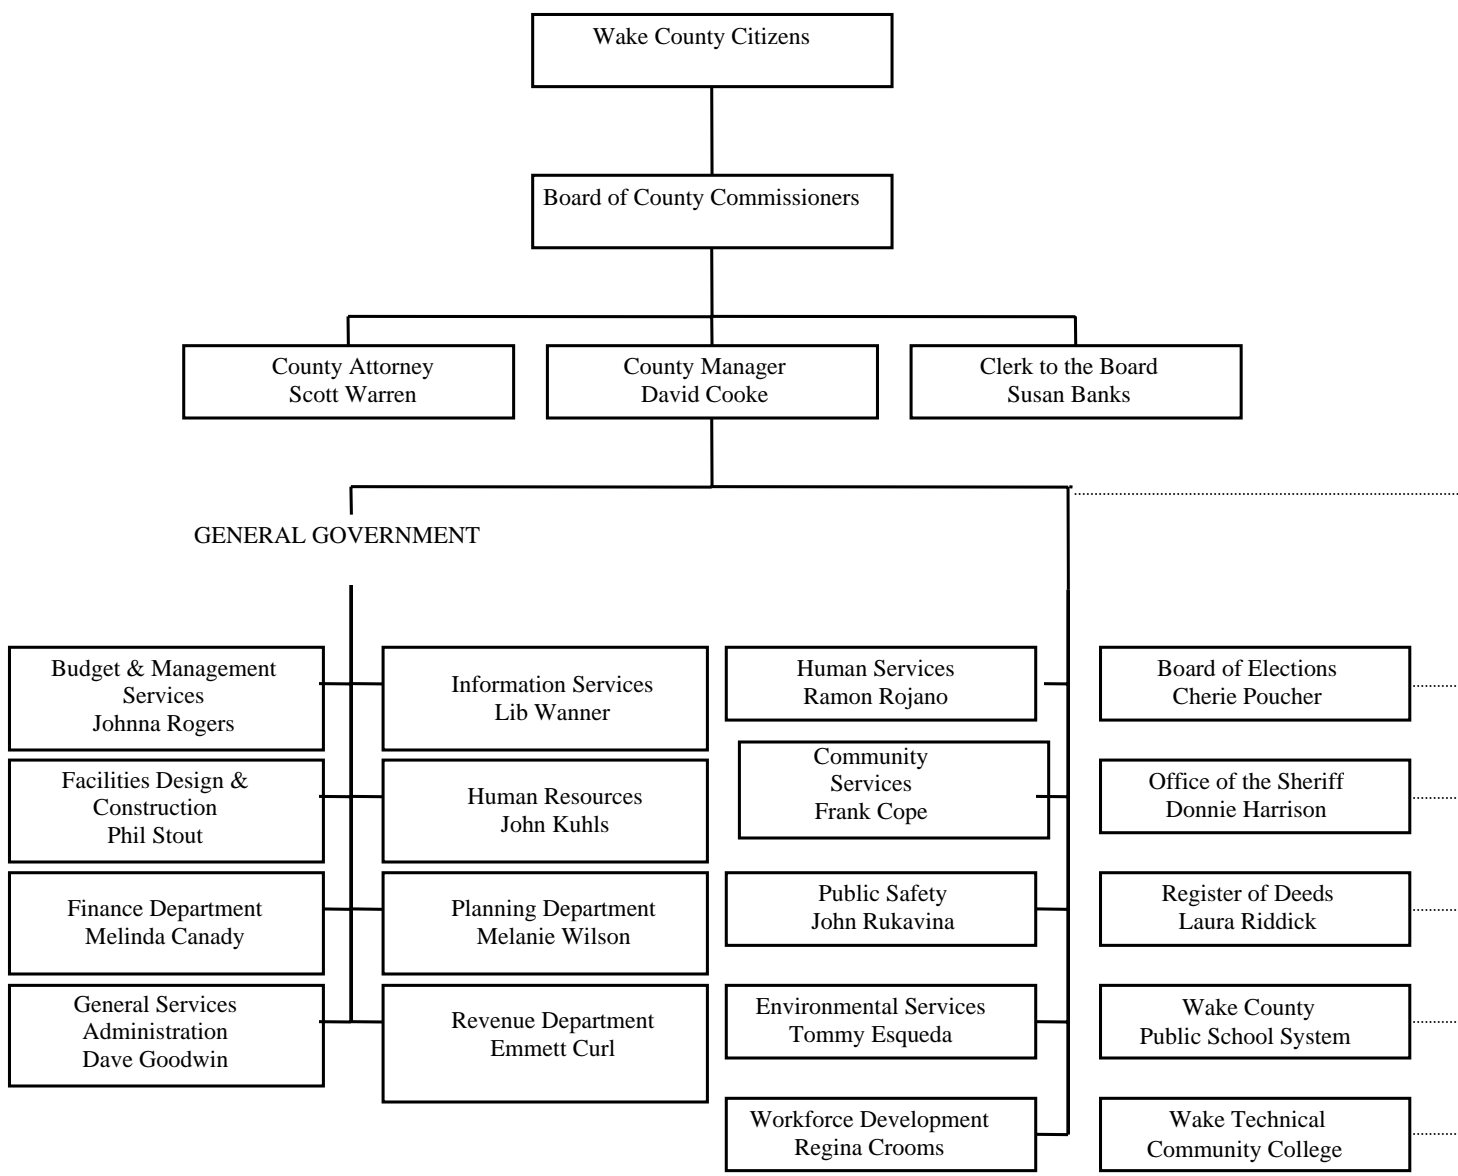 Wake County Citizens
Board of County Commissioners
County Attorney
Scott Warren
County Manager
David Cooke
Clerk to the Board
Susan Banks
GENERAL GOVERNMENT
Budget & Management
Services
Johnna Rogers
Information Services
Lib Wanner
Human Services
Ramon Rojano
Board of Elections
Cherie Poucher
Facilities Design &
Construction
Phil Stout
Human Resources
John Kuhls
Community
Services
Frank Cope
Office of the Sheriff
Donnie Harrison
Finance Department
Melinda Canady
Planning Department
Melanie Wilson
Public Safety
John Rukavina
Register of Deeds
Laura Riddick
General Services
Administration
Dave Goodwin
Revenue Department
Emmett Curl
Environmental Services
Tommy Esqueda
Wake County
Public School System
Workforce Development
Regina Crooms
Wake Technical
Community College